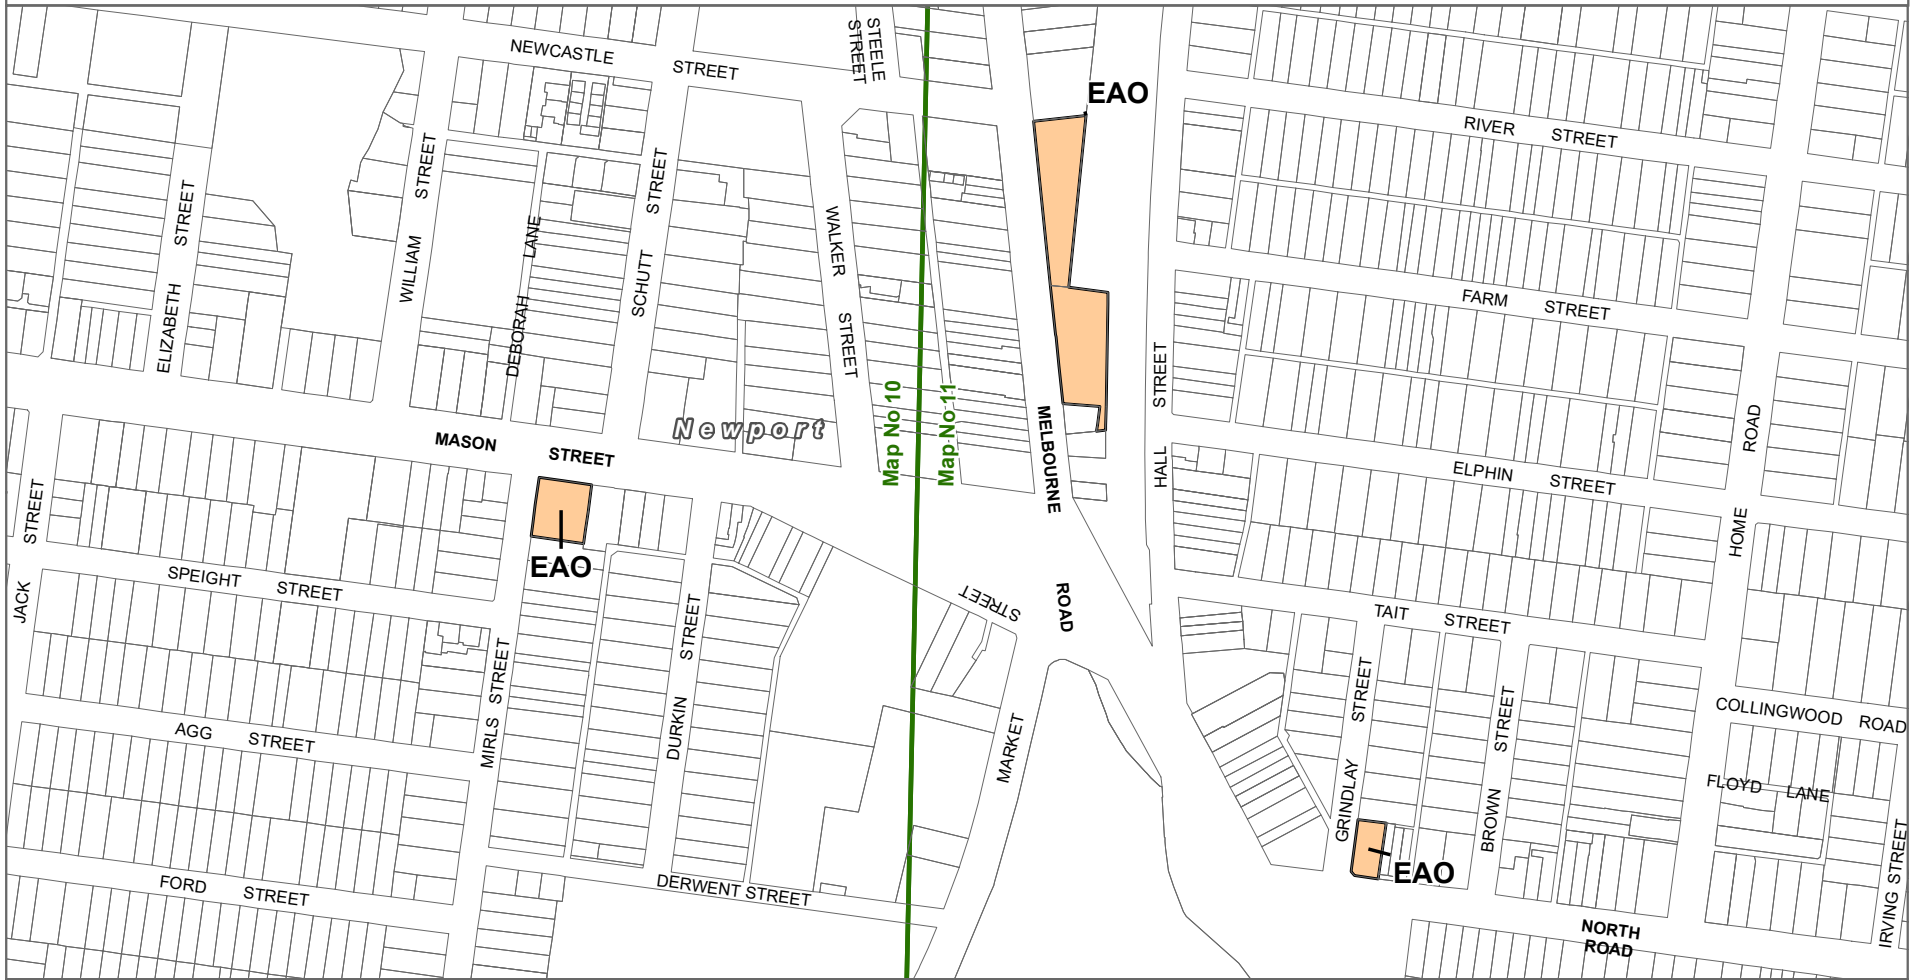 NEWCASTLE STREET
STEELE
STREET
EAO
RIVER STREET
WILLIAM STREET
ELIZABETH STREET
DEBORAH LANE
SCHUTT STREET
WALKER STREET
FARM STREET
HALL STREET
MELBOURNE ROAD
Map No 10
Map No 11
Newport
MASON STREET
ELPHIN STREET
HOME ROAD
EAO
JACK STREET
SPEIGHT STREET
STREET
TAIT STREET
MIRLS STREET
DURKIN STREET
AGG STREET
MARKET
GRINDLAY STREET
BROWN STREET
COLLINGWOOD ROAD
FLOYD LANE
EAO
FORD STREET
DERWENT STREET
IRVING STREET
NORTH
ROAD